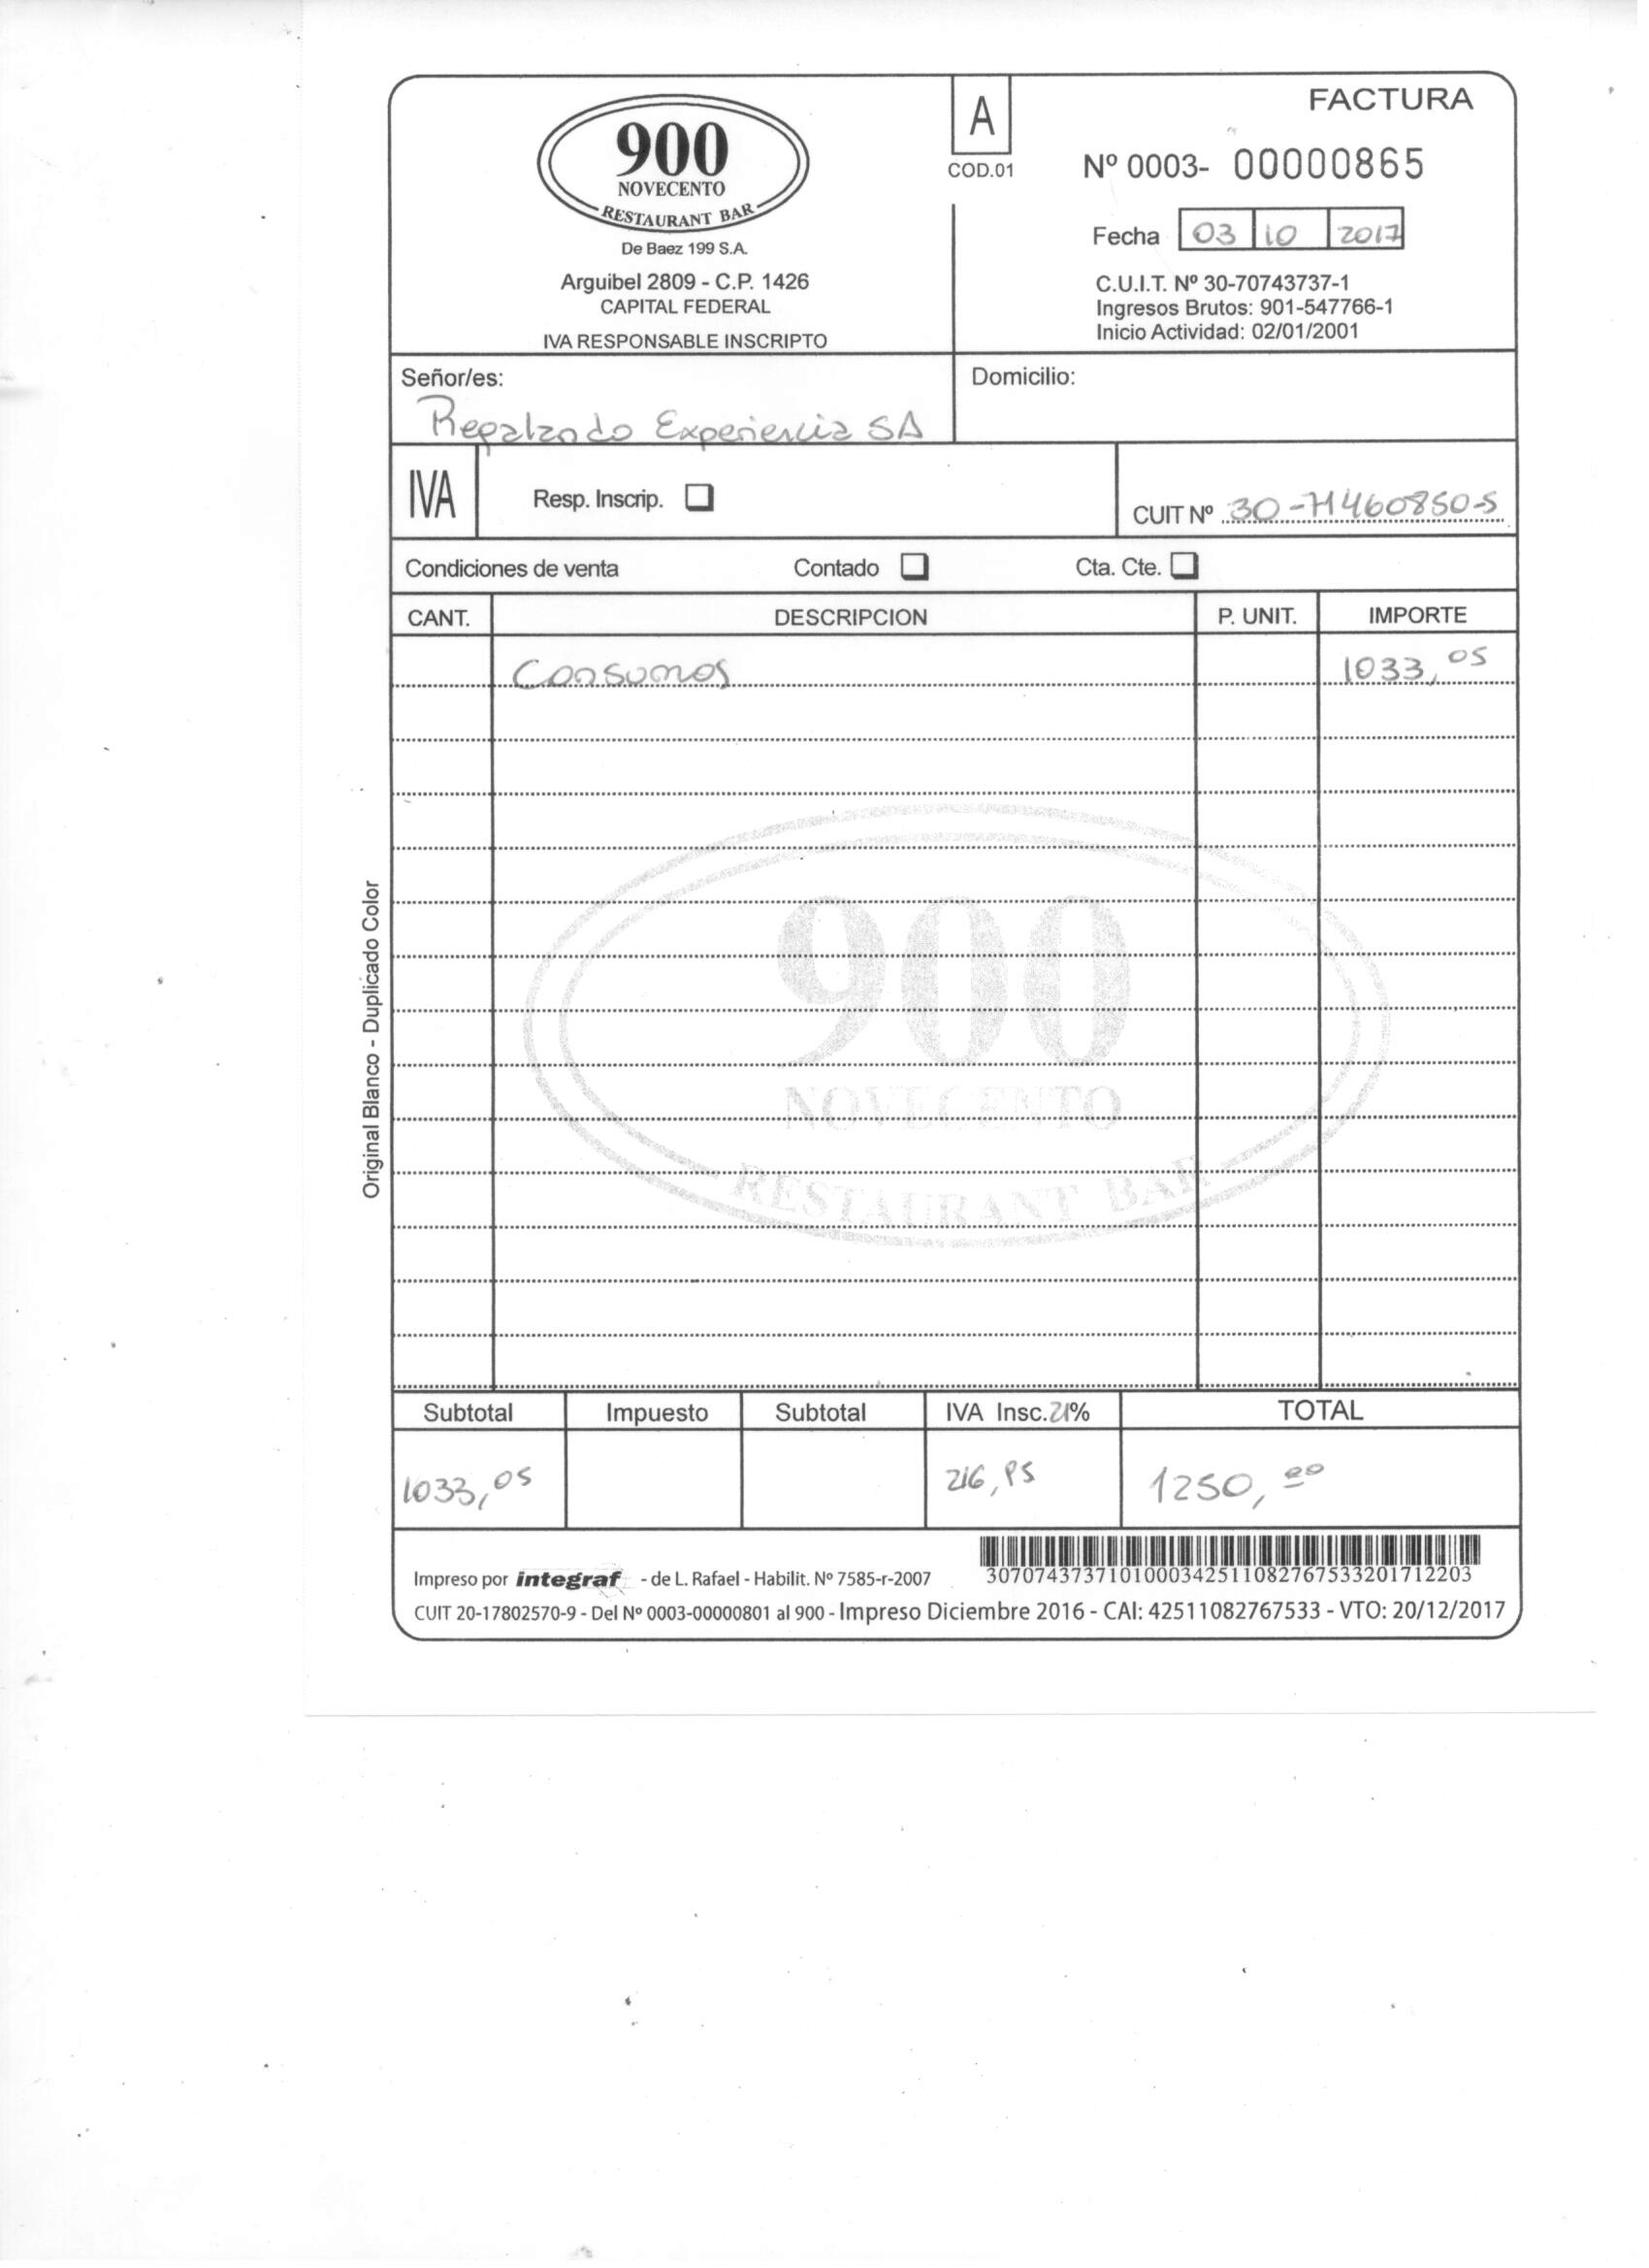 900
NOVECENTO
RESTAURANT BAR
De Baez 199 S.A.
Arguibel 2809 - C.P. 1426
CAPITAL FEDERAL
IVA RESPONSABLE INSCRIPTO
A
COD.01
FACTURA
Nº 0003- 00000865
Fecha 03 10 2017
C.U.I.T. Nº 30-70743737-1
Ingresos Brutos: 901-547766-1
Inicio Actividad: 02/01/2001
Señor/es:
Regalando Experiencia SA
Domicilio:
IVA
Resp. Inscrip.
CUIT Nº 30-71460850-5
Condiciones de venta Contado Cta. Cte.
CANT. DESCRIPCION P. UNIT. IMPORTE
Consumos 1033,05
900
NOVECENTO
RESTAURANT BAR
Original Blanco - Duplicado Color
Subtotal Impuesto Subtotal IVA Insc.21% TOTAL
1033,05 216,95 1250,00
Impreso por integraf - de L. Rafael - Habilit. Nº 7585-r-2007
3070743737101000342511082767533201712203
CUIT 20-17802570-9 - Del Nº 0003-00000801 al 900 - Impreso Diciembre 2016 - CAI: 42511082767533 - VTO: 20/12/2017